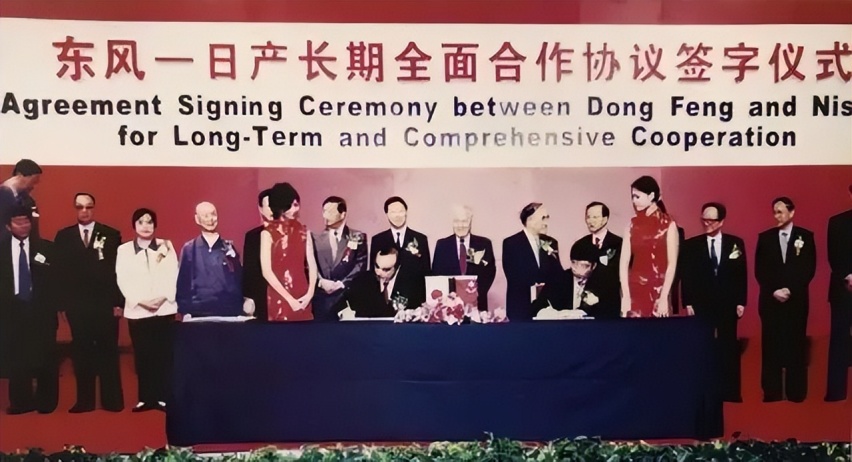 东风一日产长期全面合作协议签字仪式
Agreement Signing Ceremony between Dong Feng and Nis
for Long-Term and Comprehensive Cooperation